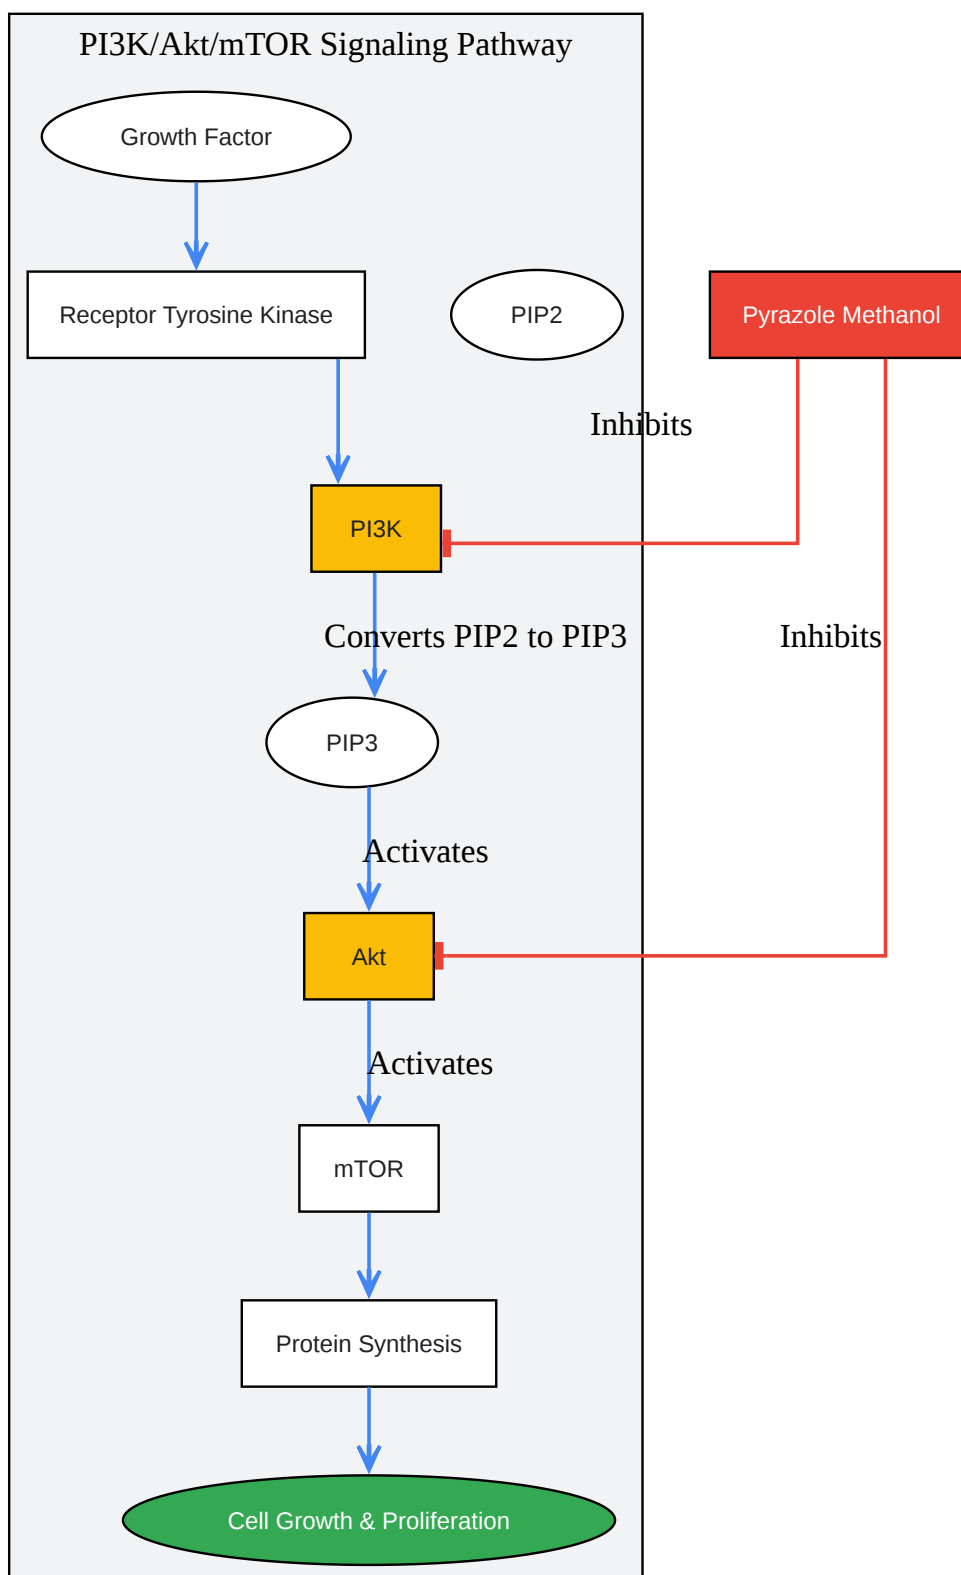 PI3K/Akt/mTOR Signaling Pathway
Growth Factor
Receptor Tyrosine Kinase
PIP2
Pyrazole Methanol
Inhibits
PI3K
Converts PIP2 to PIP3
Inhibits
PIP3
Activates
Akt
Activates
mTOR
Protein Synthesis
Cell Growth & Proliferation